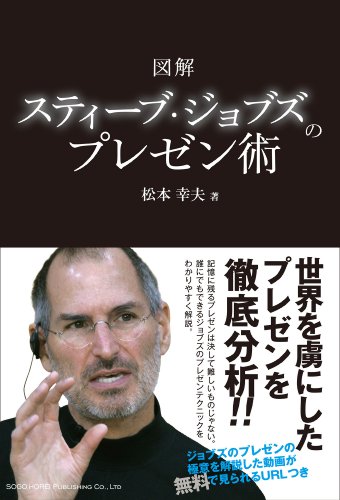 図解
スティーブ・ジョブズの
プレゼン術
松本 幸夫 著
世界を虜にした
プレゼンを
徹底分析!!
記憶に残るプレゼンは決して難しいものじゃない。
誰にでもできるジョブズのプレゼンテクニックを
わかりやすく解説。
ジョブズのプレゼンの
極意を解説した動画が
無料で見られるURLつき
SOGO HOREI PUBLISHING CO., LTD